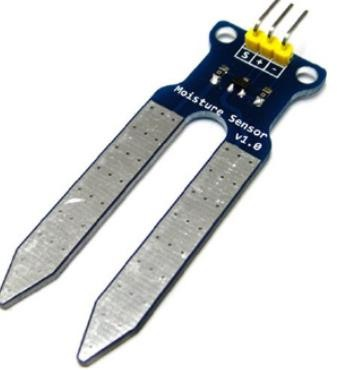 S + -
Moisture Sensor
v1.0